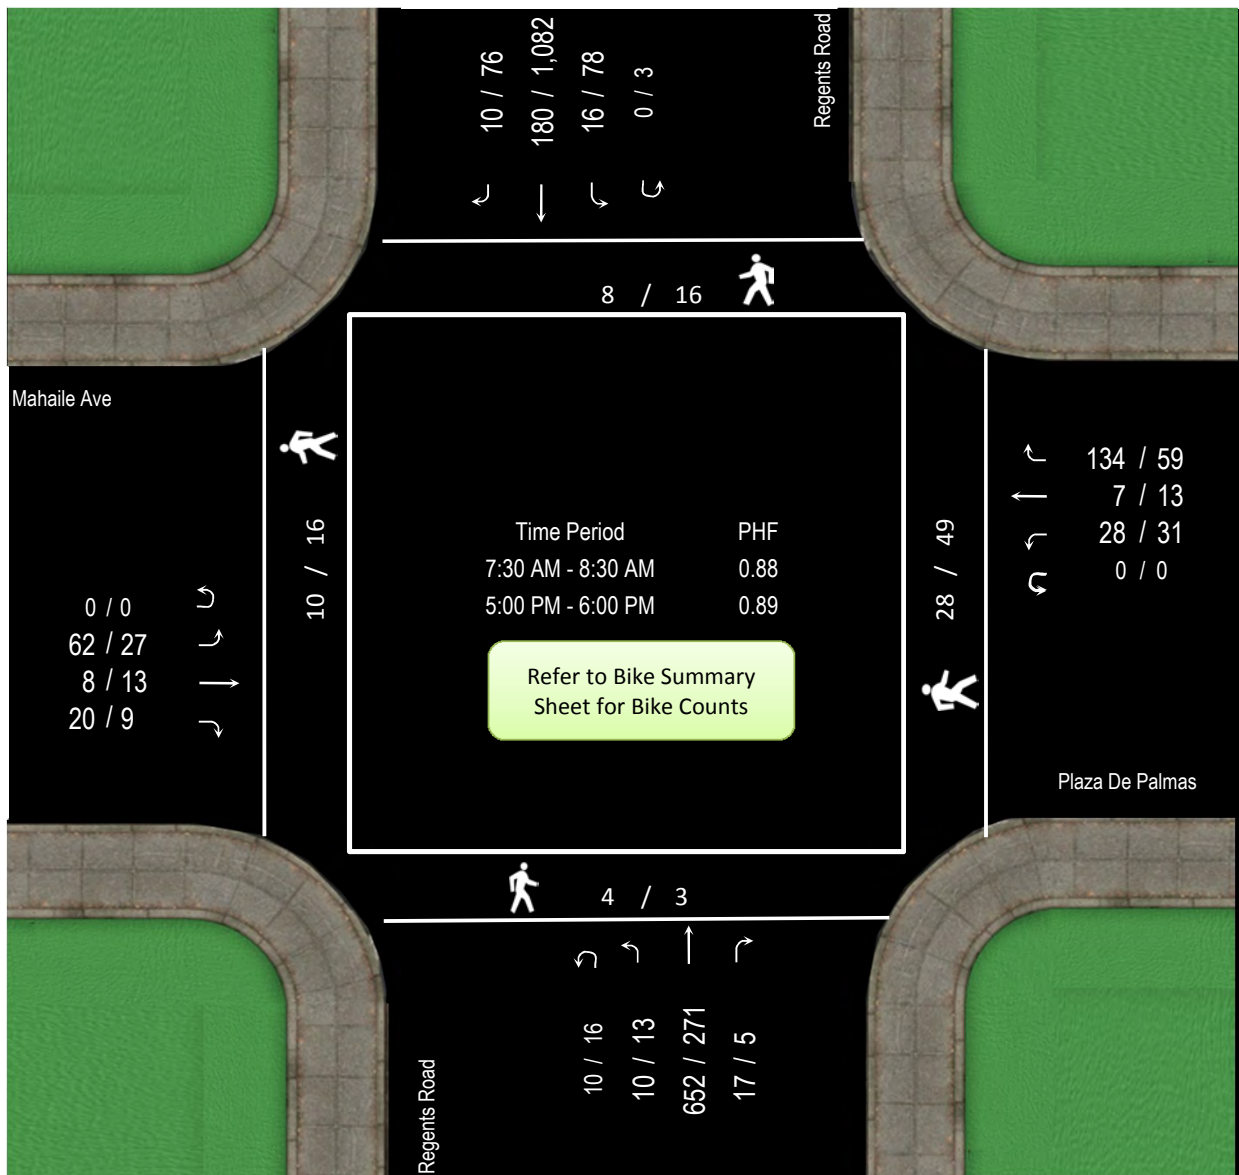 10 / 76
180 / 1,082
16 / 78
0 / 3
Regents Road
8 / 16
Mahaile Ave
134 / 59
7 / 13
28 / 31
0 / 0
10 / 16
28 / 49
Time Period PHF
7:30 AM - 8:30 AM 0.88
5:00 PM - 6:00 PM 0.89
0 / 0
62 / 27
8 / 13
20 / 9
Refer to Bike Summary
Sheet for Bike Counts
Plaza De Palmas
4 / 3
10 / 16
10 / 13
652 / 271
17 / 5
Regents Road